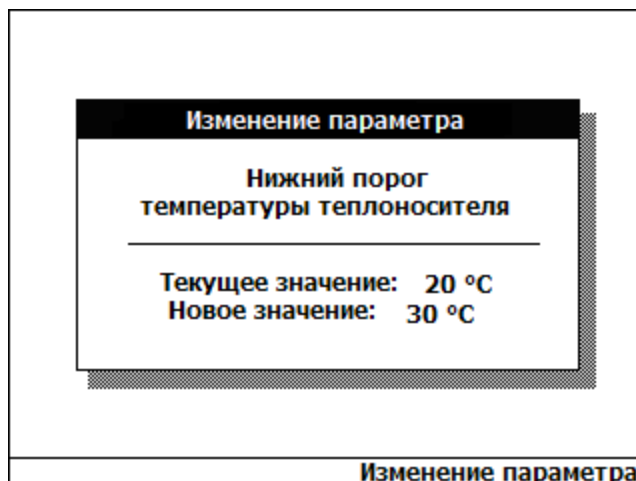 Изменение параметра
Нижний порог
температуры теплоносителя
Текущее значение: 20 °C
Новое значение: 30 °C
Изменение параметра